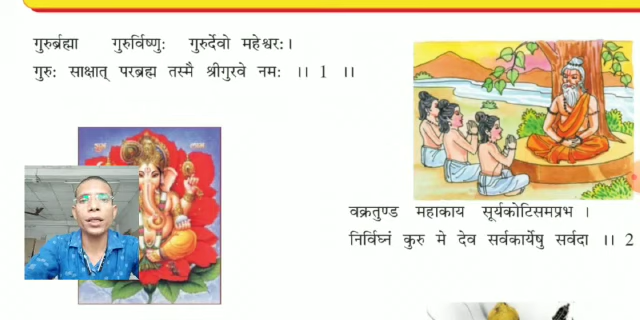 गुरुर्ब्रह्मा गुरुर्विष्णुः गुरुर्देवो महेश्वरः।
गुरुः साक्षात् परब्रह्म तस्मै श्रीगुरवे नमः ।। 1 ।।
वक्रतुण्ड महाकाय सूर्यकोटिसमप्रभ ।
निर्विघ्नं कुरु मे देव सर्वकार्येषु सर्वदा ।। 2